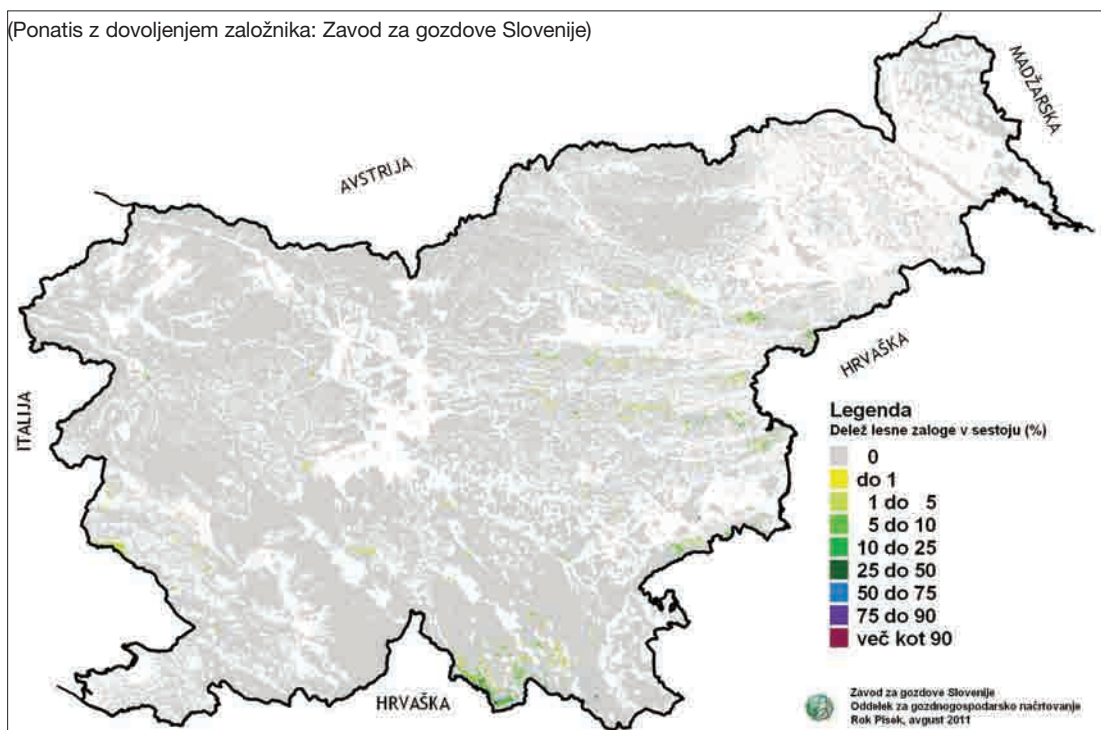 (Ponatis z dovoljenjem založnika: Zavod za gozdove Slovenije)
MADŽARSKA
AVSTRIJA
HRVAŠKA
ITALIJA
Legenda
Delež lesne zaloge v sestoju (%)
0
do 1
1 do 5
5 do 10
10 do 25
25 do 50
50 do 75
75 do 90
več kot 90
HRVAŠKA
Zavod za gozdove Slovenije
Oddelek za gozdnogospodarsko načrtovanje
Rok Pisek, avgust 2011